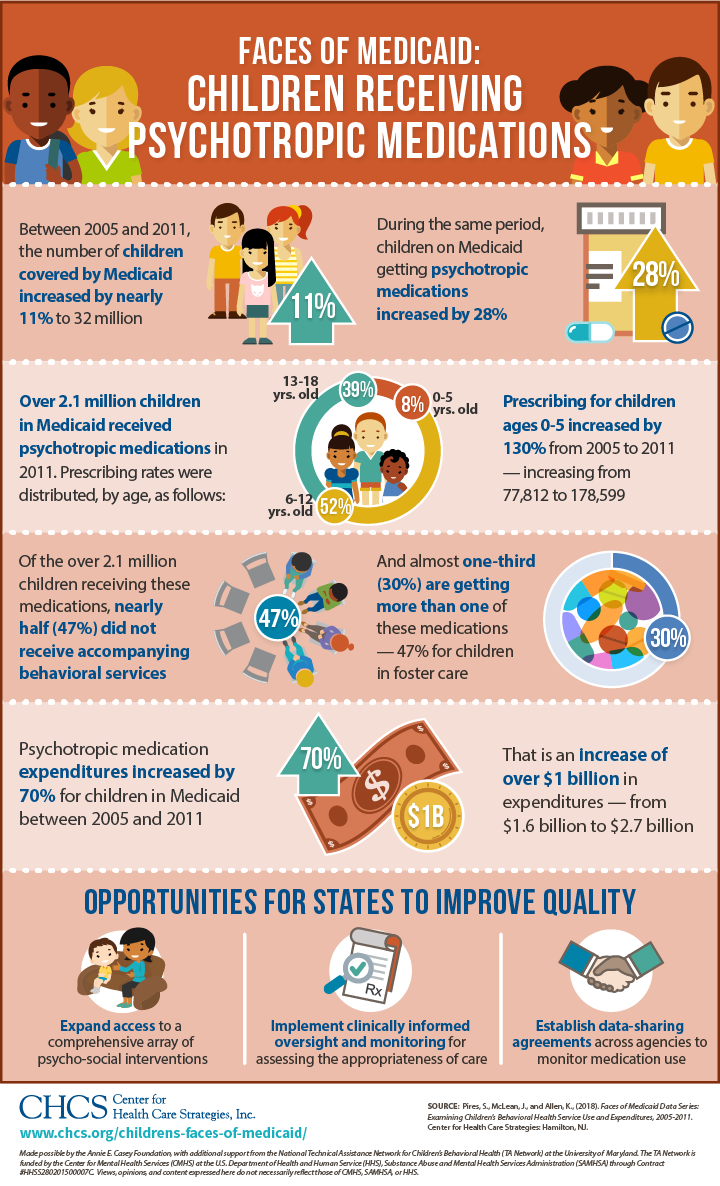 FACES OF MEDICAID:
CHILDREN RECEIVING
PSYCHOTROPIC MEDICATIONS
Between 2005 and 2011,
the number of children
covered by Medicaid
increased by nearly
11% to 32 million
11%
During the same period,
children on Medicaid
getting psychotropic
medications
increased by 28%
28%
Over 2.1 million children
in Medicaid received
psychotropic medications in
2011. Prescribing rates were
distributed, by age, as follows:
13-18
yrs. old
39%
8%
0-5
yrs. old
6-12
yrs. old
52%
Prescribing for children
ages 0-5 increased by
130% from 2005 to 2011
— increasing from
77,812 to 178,599
Of the over 2.1 million
children receiving these
medications, nearly
half (47%) did not
receive accompanying
behavioral services
47%
And almost one-third
(30%) are getting
more than one of
these medications
— 47% for children
in foster care
30%
Psychotropic medication
expenditures increased by
70% for children in Medicaid
between 2005 and 2011
70%
$
$
$
$1B
That is an increase of
over $1 billion in
expenditures — from
$1.6 billion to $2.7 billion
OPPORTUNITIES FOR STATES TO IMPROVE QUALITY
Expand access to a
comprehensive array of
psycho-social interventions
Rx
Implement clinically informed
oversight and monitoring for
assessing the appropriateness of care
Establish data-sharing
agreements across agencies to
monitor medication use
CHCS Center for
Health Care Strategies, Inc.
www.chcs.org/childrens-faces-of-medicaid/
SOURCE: Pires, S., McLean, J., and Allen, K., (2018). Faces of Medicaid Data Series:
Examining Children's Behavioral Health Service Use and Expenditures, 2005-2011.
Center for Health Care Strategies: Hamilton, NJ.
Made possible by the Annie E. Casey Foundation, with additional support from the National Technical Assistance Network for Children's Behavioral Health (TA Network) at the University of Maryland. The TA Network is
funded by the Center for Mental Health Services (CMHS) at the U.S. Department of Health and Human Service (HHS), Substance Abuse and Mental Health Services Administration (SAMHSA) through Contract
#HHSS280201500007C. Views, opinions, and content expressed here do not necessarily reflect those of CMHS, SAMHSA, or HHS.